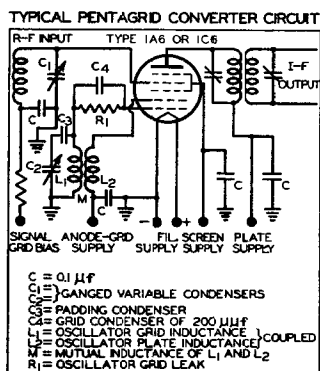 TYPICAL PENTAGRID CONVERTER CIRCUIT
R-F INPUT TYPE 1A6 OR 1C6
C1
C4
I-F
OUTPUT
C
C3
R1
C2
L1
L2
C
C
C
M
- +
SIGNAL ANODE-GRID FIL. SCREEN PLATE
GRID BIAS SUPPLY SUPPLY SUPPLY SUPPLY
C = 0.1 µf
C1 =
C2 = } GANGED VARIABLE CONDENSERS
C3 = PADDING CONDENSER
C4 = GRID CONDENSER OF 200 µµf
L1 = OSCILLATOR GRID INDUCTANCE } COUPLED
L2 = OSCILLATOR PLATE INDUCTANCE
M = MUTUAL INDUCTANCE OF L1 AND L2
R1 = OSCILLATOR GRID LEAK